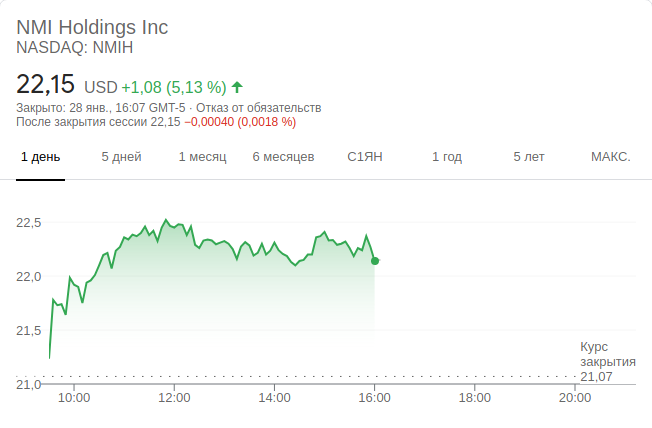 NMI Holdings Inc
NASDAQ: NMIH
22,15 USD +1,08 (5,13 %)
Закрыто: 28 янв., 16:07 GMT-5 · Отказ от обязательств
После закрытия сессии 22,15 −0,00040 (0,0018 %)
1 день 5 дней 1 месяц 6 месяцев С1ЯН 1 год 5 лет МАКС.
22,5
22,0
21,5
Курс
закрытия
21,07
21,0
10:00 12:00 14:00 16:00 18:00 20:00